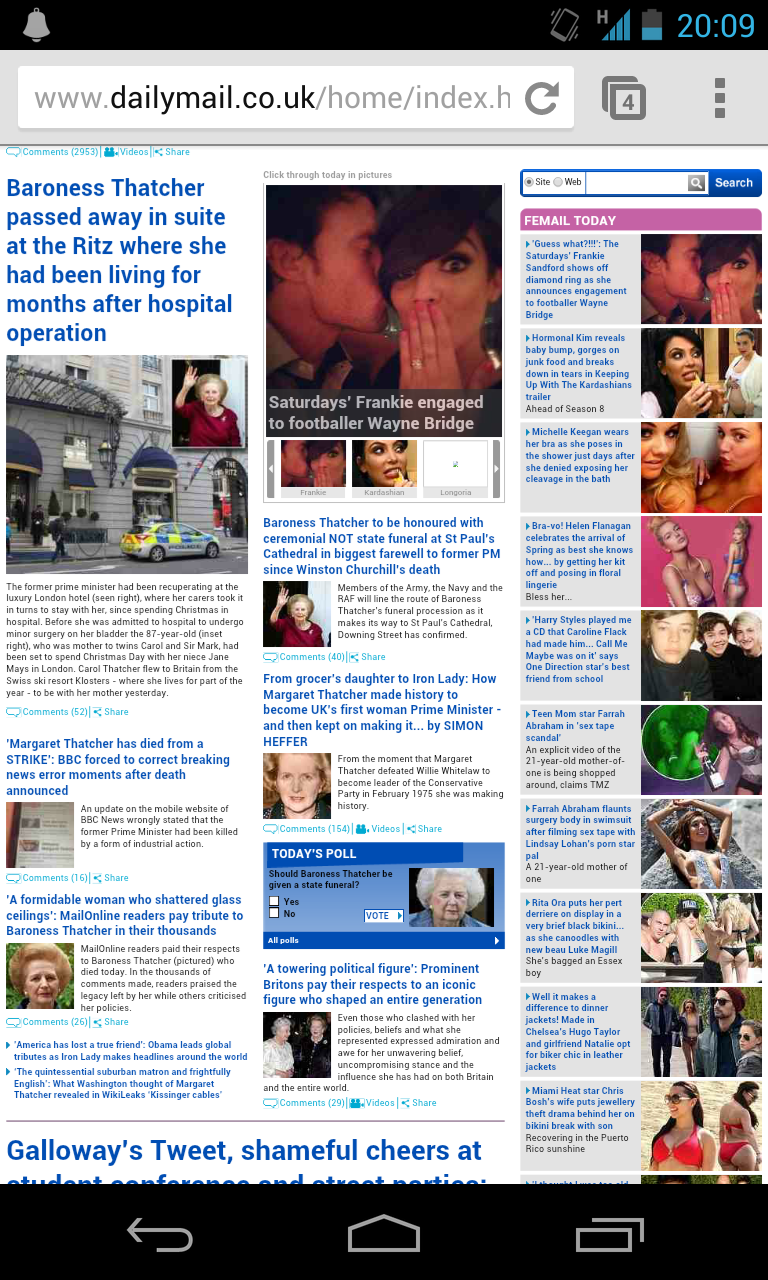 H
20:09
www.dailymail.co.uk/home/index.h
4
Comments (2953)
Videos
Share
Baroness Thatcher
passed away in suite
at the Ritz where she
had been living for
months after hospital
operation
THE
RITZ
The former prime minister had been recuperating at the
luxury London hotel (seen right), where her carers took it
in turns to stay with her, since spending Christmas in
hospital. Before she was admitted to hospital to undergo
minor surgery on her bladder the 87-year-old (inset
right), who was mother to twins Carol and Sir Mark, had
been set to spend Christmas Day with her niece Jane
Mays in London. Carol Thatcher flew to Britain from the
Swiss ski resort Klosters - where she lives for part of the
year - to be with her mother yesterday.
Comments (52)
Share
'Margaret Thatcher has died from a
STRIKE': BBC forced to correct breaking
news error moments after death
announced
An update on the mobile website of
BBC News wrongly stated that the
former Prime Minister had been killed
by a form of industrial action.
Comments (16)
Share
'A formidable woman who shattered glass
ceilings': MailOnline readers pay tribute to
Baroness Thatcher in their thousands
MailOnline readers paid their respects
to Baroness Thatcher (pictured) who
died today. In the thousands of
comments made, readers praised the
legacy left by her while others criticised
her policies.
Comments (26)
Share
'America has lost a true friend': Obama leads global
tributes as Iron Lady makes headlines around the world
'The quintessential suburban matron and frightfully
English': What Washington thought of Margaret
Thatcher revealed in WikiLeaks 'Kissinger cables'
Click through today in pictures
Saturdays' Frankie engaged
to footballer Wayne Bridge
Frankie
Kardashian
Longoria
Baroness Thatcher to be honoured with
ceremonial NOT state funeral at St Paul's
Cathedral in biggest farewell to former PM
since Winston Churchill's death
Members of the Army, the Navy and the
RAF will line the route of Baroness
Thatcher's funeral procession as it
makes its way to St Paul's Cathedral,
Downing Street has confirmed.
Comments (40)
Share
From grocer's daughter to Iron Lady: How
Margaret Thatcher made history to
become UK's first woman Prime Minister -
and then kept on making it... by SIMON
HEFFER
From the moment that Margaret
Thatcher defeated Willie Whitelaw to
become leader of the Conservative
Party in February 1975 she was making
history.
Comments (154)
Videos
Share
TODAY'S POLL
Should Baroness Thatcher be
given a state funeral?
Yes
No
VOTE
All polls
'A towering political figure': Prominent
Britons pay their respects to an iconic
figure who shaped an entire generation
Even those who clashed with her
policies, beliefs and what she
represented expressed admiration and
awe for her unwavering belief,
uncompromising stance and the
influence she has had on both Britain
and the entire world.
Comments (29)
Videos
Share
Galloway's Tweet, shameful cheers at
student conference and street parties:
Site
Web
Search
FEMAIL TODAY
'Guess what?!!!': The
Saturdays' Frankie
Sandford shows off
diamond ring as she
announces engagement
to footballer Wayne
Bridge
Hormonal Kim reveals
baby bump, gorges on
junk food and breaks
down in tears in Keeping
Up With The Kardashians
trailer
Ahead of Season 8
Michelle Keegan wears
her bra as she poses in
the shower just days after
she denied exposing her
cleavage in the bath
Bra-vo! Helen Flanagan
celebrates the arrival of
Spring as best she knows
how... by getting her kit
off and posing in floral
lingerie
Bless her...
'Harry Styles played me
a CD that Caroline Flack
had made him... Call Me
Maybe was on it' says
One Direction star's best
friend from school
Teen Mom star Farrah
Abraham in 'sex tape
scandal'
An explicit video of the
21-year-old mother-of-
one is being shopped
around, claims TMZ
Farrah Abraham flaunts
surgery body in swimsuit
after filming sex tape with
Lindsay Lohan's porn star
pal
A 21-year-old mother of
one
Rita Ora puts her pert
derriere on display in a
very brief black bikini...
as she canoodles with
new beau Luke Magill
She's bagged an Essex
boy
Well it makes a
difference to dinner
jackets! Made in
Chelsea's Hugo Taylor
and girlfriend Natalie opt
for biker chic in leather
jackets
Miami Heat star Chris
Bosh's wife puts jewellery
theft drama behind her on
bikini break with son
Recovering in the Puerto
Rico sunshine